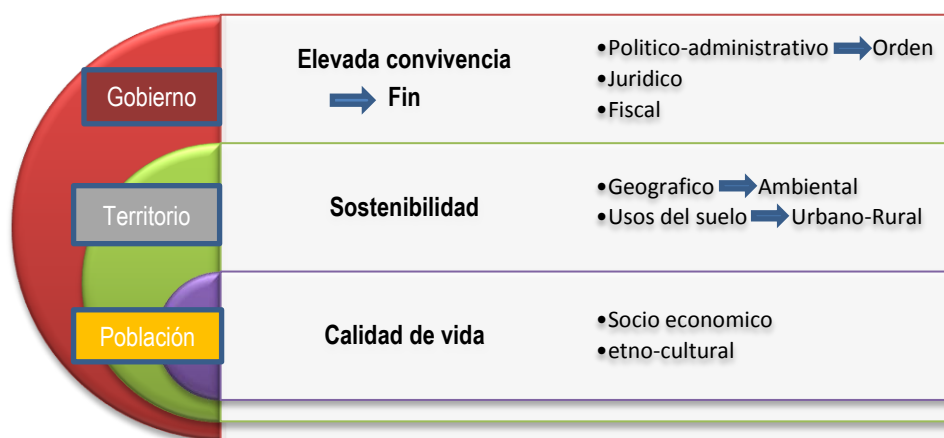 Gobierno
Elevada convivencia
Fin
•Politico-administrativo
Orden
•Juridico
•Fiscal
Territorio
Sostenibilidad
•Geografico
Ambiental
•Usos del suelo
Urbano-Rural
Población
Calidad de vida
•Socio economico
•etno-cultural